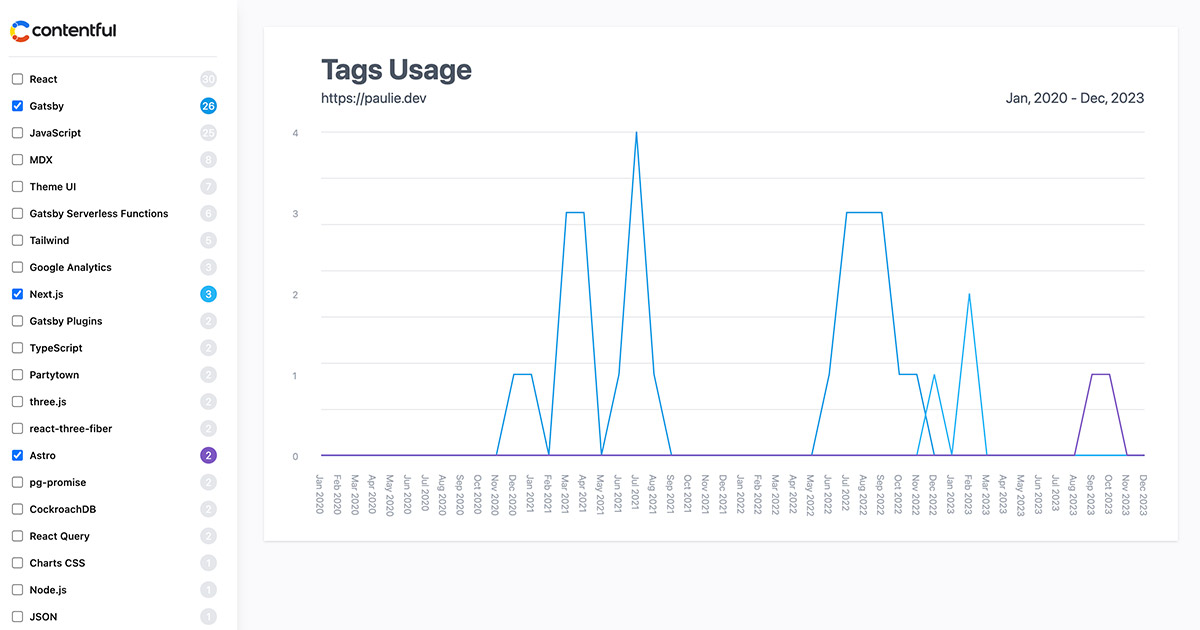 contentful
React 30
Gatsby 26
JavaScript 25
MDX 8
Theme UI 7
Gatsby Serverless Functions 6
Tailwind 5
Google Analytics 3
Next.js 3
Gatsby Plugins 2
TypeScript 2
Partytown 2
three.js 2
react-three-fiber 2
Astro 2
pg-promise 2
CockroachDB 2
React Query 2
Charts CSS 1
Node.js 1
JSON 1
Tags Usage
https://paulie.dev
Jan, 2020 - Dec, 2023
4
3
2
1
0
Jan 2020
Feb 2020
Mar 2020
Apr 2020
May 2020
Jun 2020
Jul 2020
Aug 2020
Sep 2020
Oct 2020
Nov 2020
Dec 2020
Jan 2021
Feb 2021
Mar 2021
Apr 2021
May 2021
Jun 2021
Jul 2021
Aug 2021
Sep 2021
Oct 2021
Nov 2021
Dec 2021
Jan 2022
Feb 2022
Mar 2022
Apr 2022
May 2022
Jun 2022
Jul 2022
Aug 2022
Sep 2022
Oct 2022
Nov 2022
Dec 2022
Jan 2023
Feb 2023
Mar 2023
Apr 2023
May 2023
Jun 2023
Jul 2023
Aug 2023
Sep 2023
Oct 2023
Nov 2023
Dec 2023